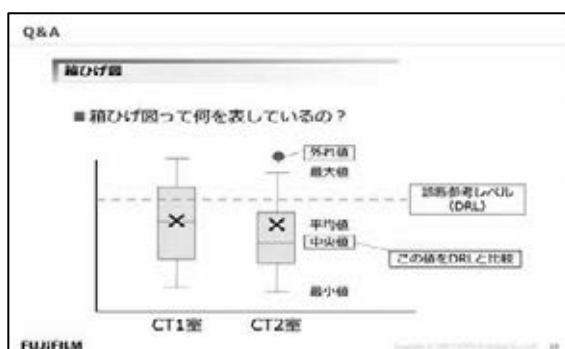 Q&A
箱ひげ図
■箱ひげ図って何を表しているの？
外れ値
最大値
診断参考レベル
(DRL)
平均値
中央値
この値をDRLと比較
最小値
CT1室
CT2室
FUJIFILM